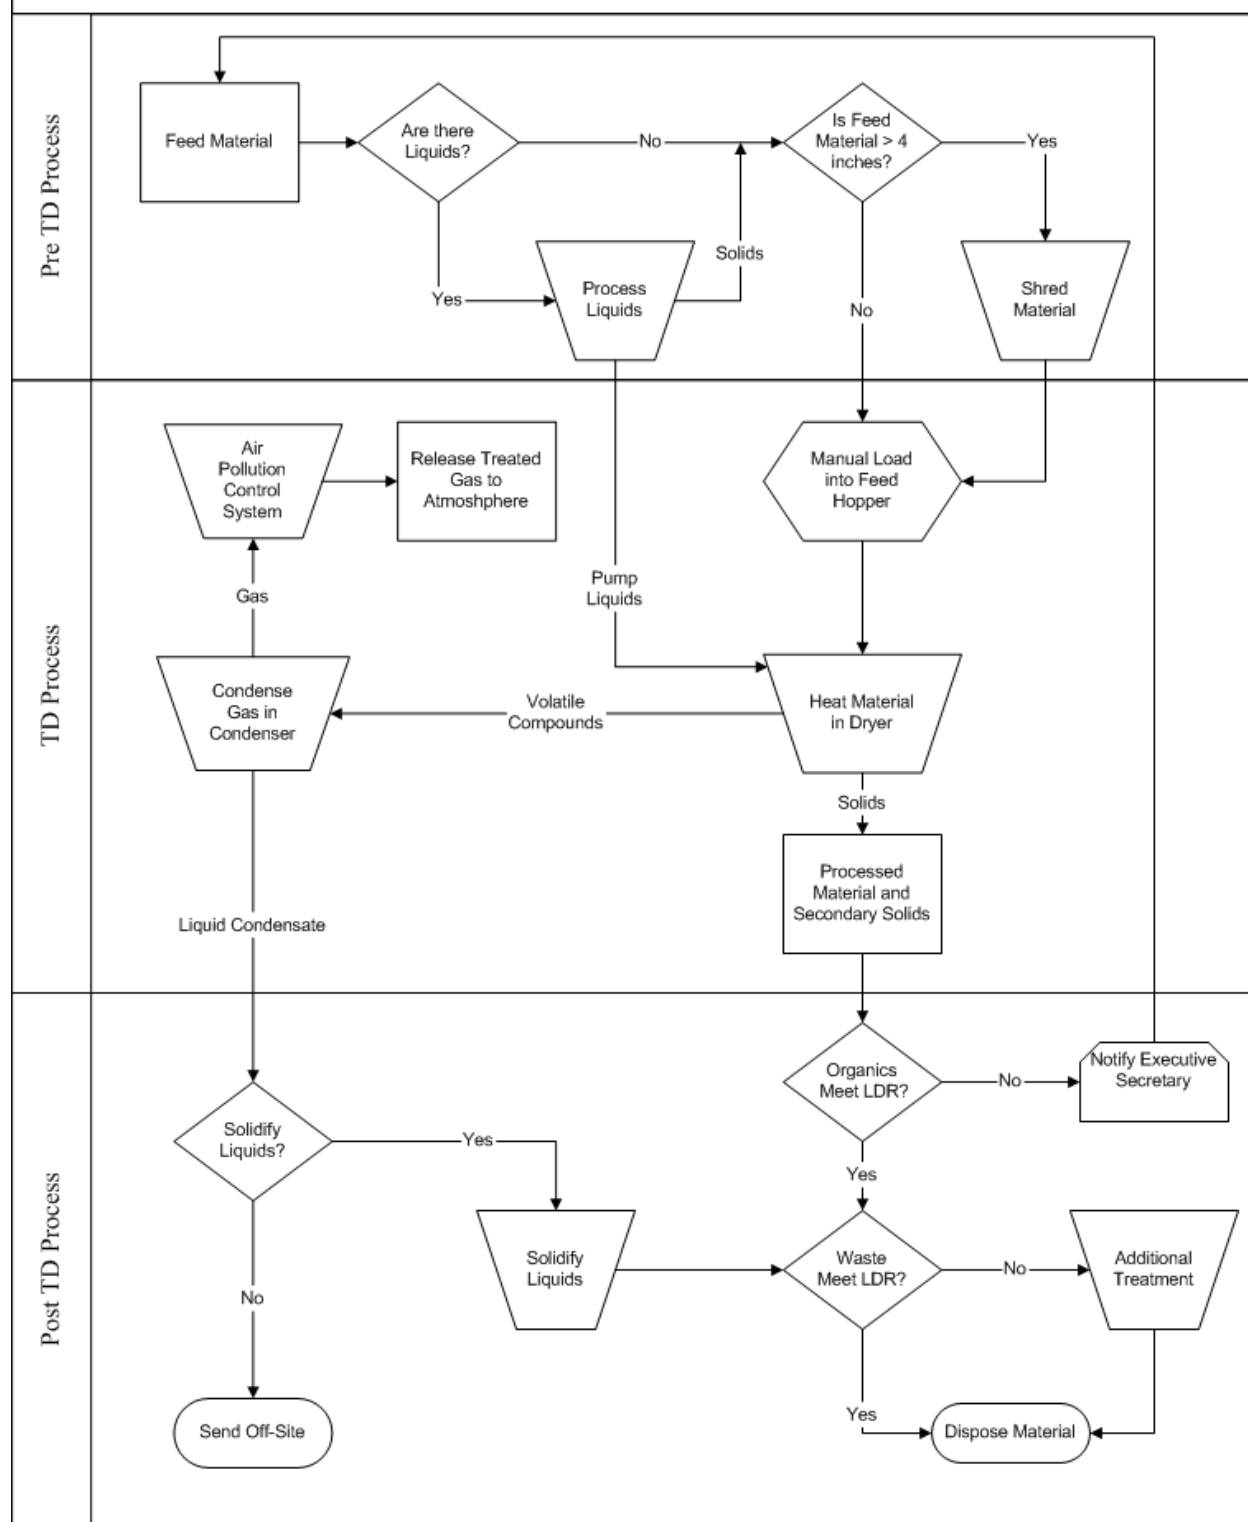 Pre TD Process
Feed Material
Are there
Liquids?
No
Is Feed
Material > 4
inches?
Yes
Solids
Yes
Process
Liquids
No
Shred
Material
TD Process
Air
Pollution
Control
System
Release Treated
Gas to
Atmoshphere
Manual Load
into Feed
Hopper
Gas
Pump
Liquids
Condense
Gas in
Condenser
Volatile
Compounds
Heat Material
in Dryer
Solids
Processed
Material and
Secondary Solids
Liquid Condensate
Post TD Process
Organics
Meet LDR?
No
Notify Executive
Secretary
Solidify
Liquids?
Yes
Yes
Solidify
Liquids
Waste
Meet LDR?
No
Additional
Treatment
No
Yes
Send Off-Site
Dispose Material